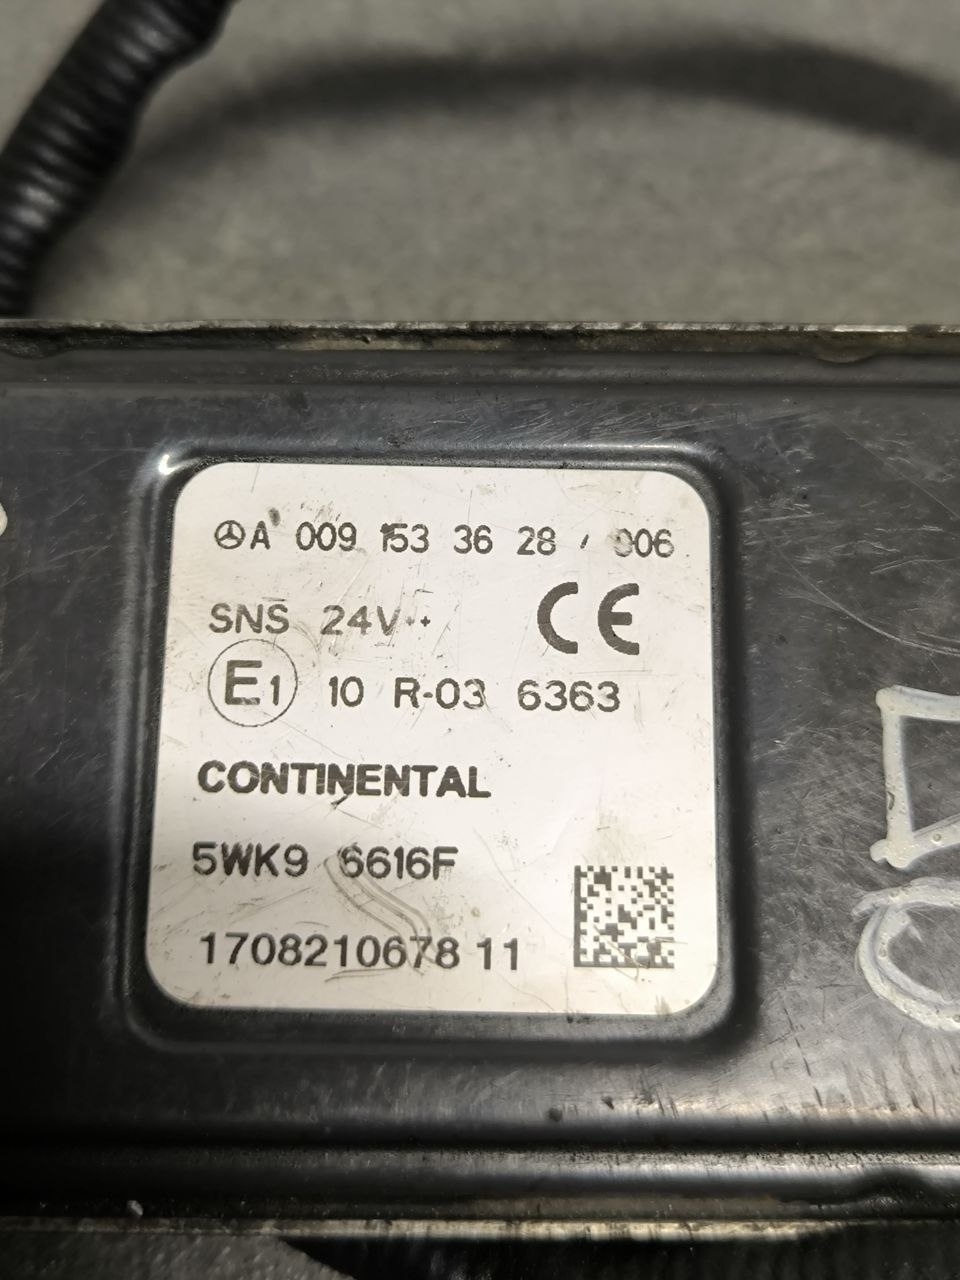 A 009 153 36 28 / 006
SNS 24V
CE
E1 10 R-03 6363
CONTINENTAL
5WK9 6616F
1708210678 11